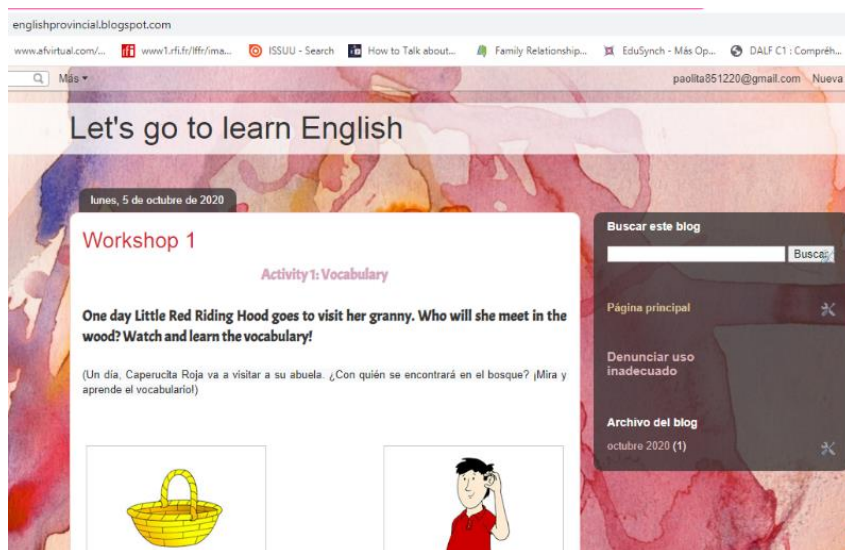 englishprovincial.blogspot.com
www.afvirtual.com/... www1.rfi.fr/lffr/ima... ISSUU - Search How to Talk about... Family Relationship... EduSynch - Más Op... DALF C1 : Compréh...
Más paolita851220@gmail.com Nueva
Let's go to learn English
lunes, 5 de octubre de 2020
Workshop 1
Activity 1: Vocabulary
One day Little Red Riding Hood goes to visit her granny. Who will she meet in the
wood? Watch and learn the vocabulary!
(Un día, Caperucita Roja va a visitar a su abuela. ¿Con quién se encontrará en el bosque? ¡Mira y
aprende el vocabulario!)
Buscar este blog
Buscar
Página principal
Denunciar uso
inadecuado
Archivo del blog
octubre 2020 (1)